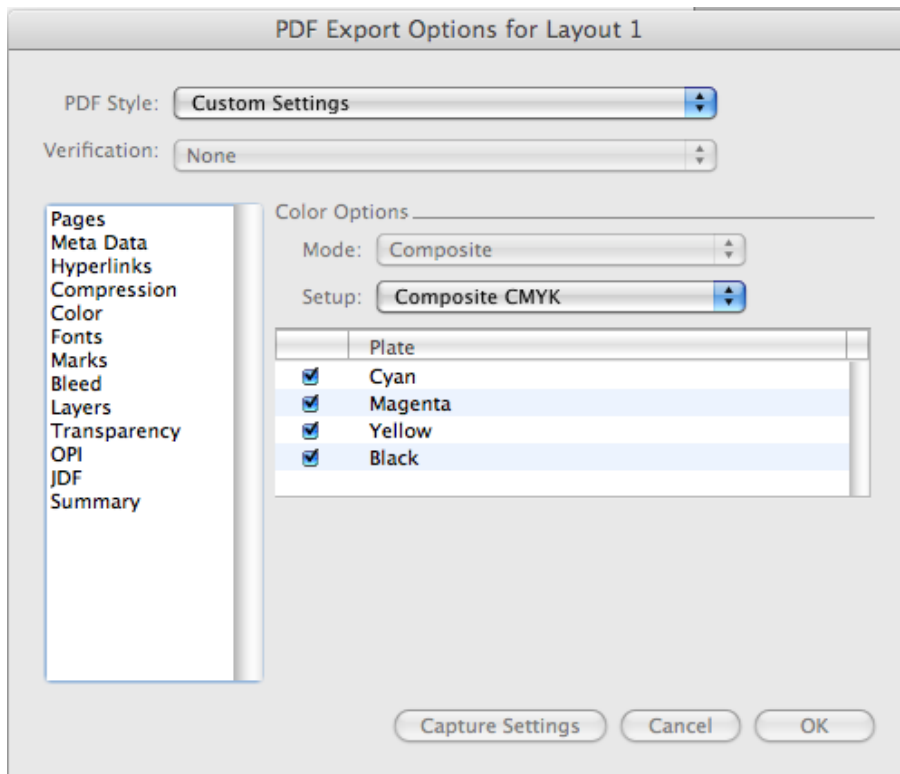 PDF Export Options for Layout 1
PDF Style: Custom Settings
Verification: None
Pages
Meta Data
Hyperlinks
Compression
Color
Fonts
Marks
Bleed
Layers
Transparency
OPI
JDF
Summary
Color Options
Mode: Composite
Setup: Composite CMYK
Plate
Cyan
Magenta
Yellow
Black
Capture Settings Cancel OK